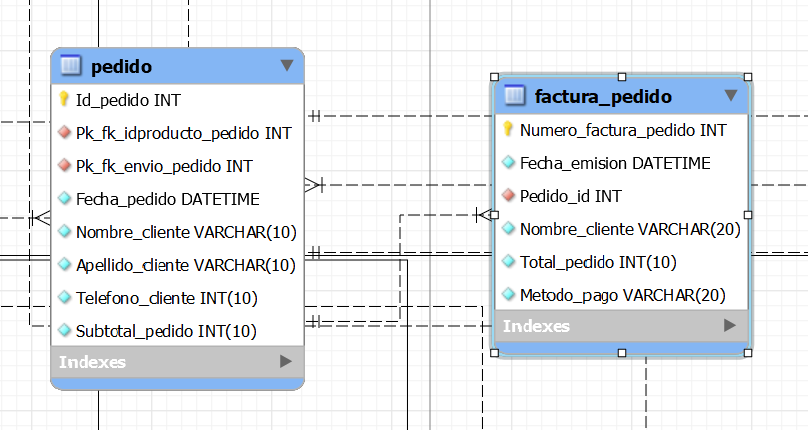 pedido
Id_pedido INT
Pk_fk_idproducto_pedido INT
Pk_fk_envio_pedido INT
Fecha_pedido DATETIME
Nombre_cliente VARCHAR(10)
Apellido_cliente VARCHAR(10)
Telefono_cliente INT(10)
Subtotal_pedido INT(10)
Indexes
factura_pedido
Numero_factura_pedido INT
Fecha_emision DATETIME
Pedido_id INT
Nombre_cliente VARCHAR(20)
Total_pedido INT(10)
Metodo_pago VARCHAR(20)
Indexes